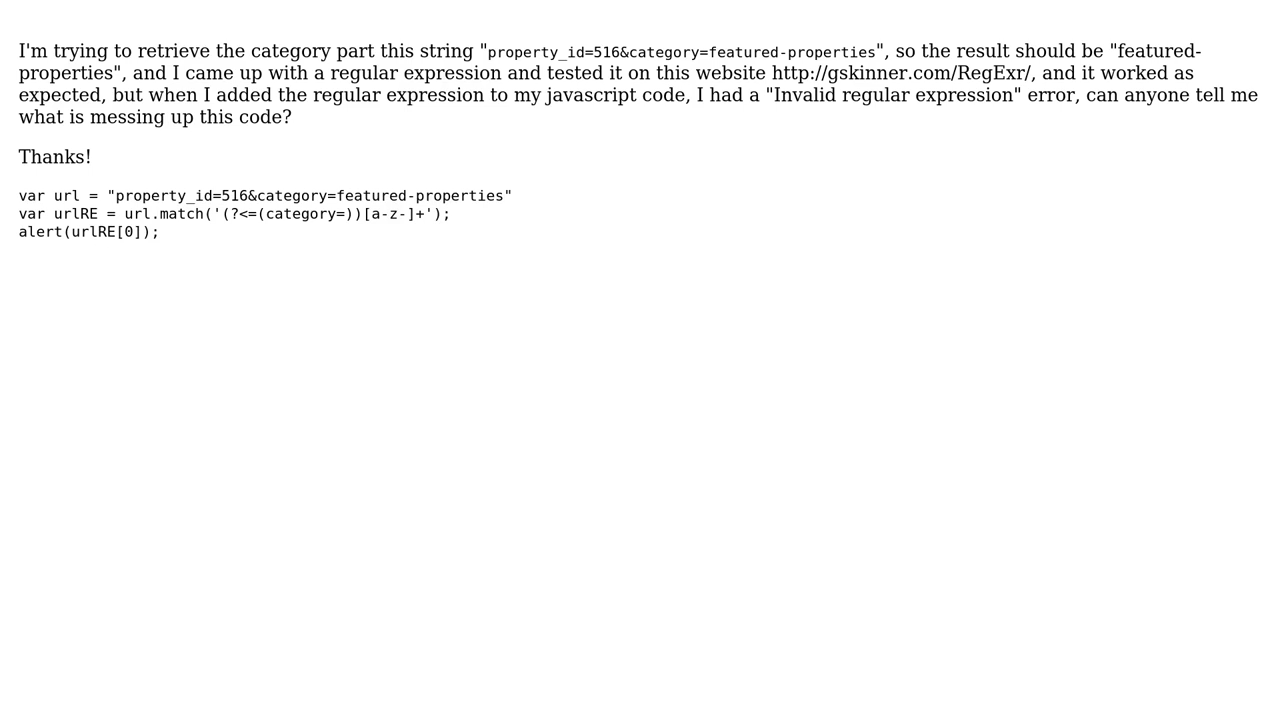 I'm trying to retrieve the category part this string "property_id=516&category=featured-properties", so the result should be "featured-
properties", and I came up with a regular expression and tested it on this website http://gskinner.com/RegExr/, and it worked as
expected, but when I added the regular expression to my javascript code, I had a "Invalid regular expression" error, can anyone tell me
what is messing up this code?
Thanks!
var url = "property_id=516&category=featured-properties"
var urlRE = url.match('(?<=(category=))[a-z-]+');
alert(urlRE[0]);